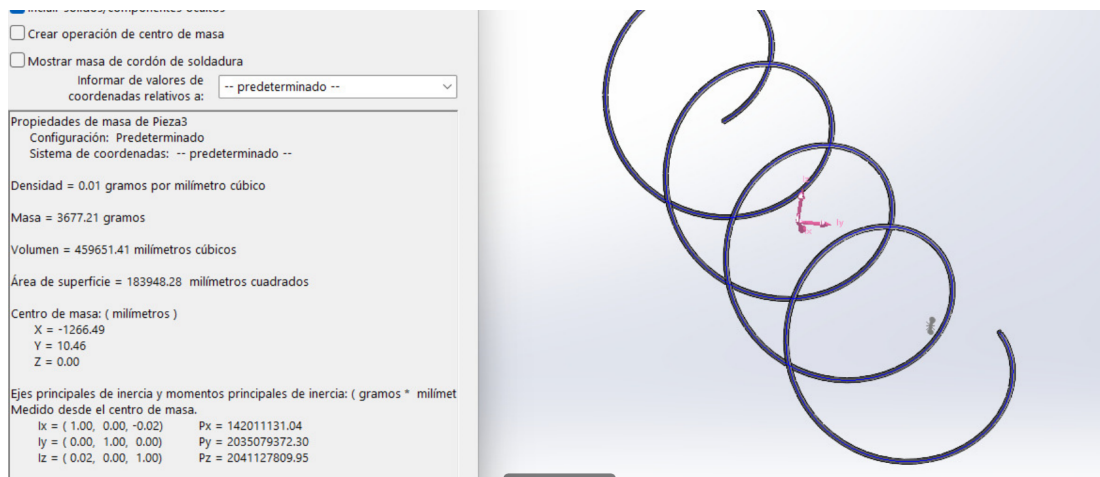 Crear operación de centro de masa
Mostrar masa de cordón de soldadura
Informar de valores de
coordenadas relativos a:
-- predeterminado --
Propiedades de masa de Pieza3
Configuración: Predeterminado
Sistema de coordenadas: -- predeterminado --
Densidad = 0.01 gramos por milímetro cúbico
Masa = 3677.21 gramos
Volumen = 459651.41 milímetros cúbicos
Área de superficie = 183948.28 milímetros cuadrados
Centro de masa: ( milímetros )
X = -1266.49
Y = 10.46
Z = 0.00
Ejes principales de inercia y momentos principales de inercia: ( gramos * milímet
Medido desde el centro de masa.
Ix = ( 1.00, 0.00, -0.02) Px = 142011131.04
Iy = ( 0.00, 1.00, 0.00) Py = 2035079372.30
Iz = ( 0.02, 0.00, 1.00) Pz = 2041127809.95
Iy